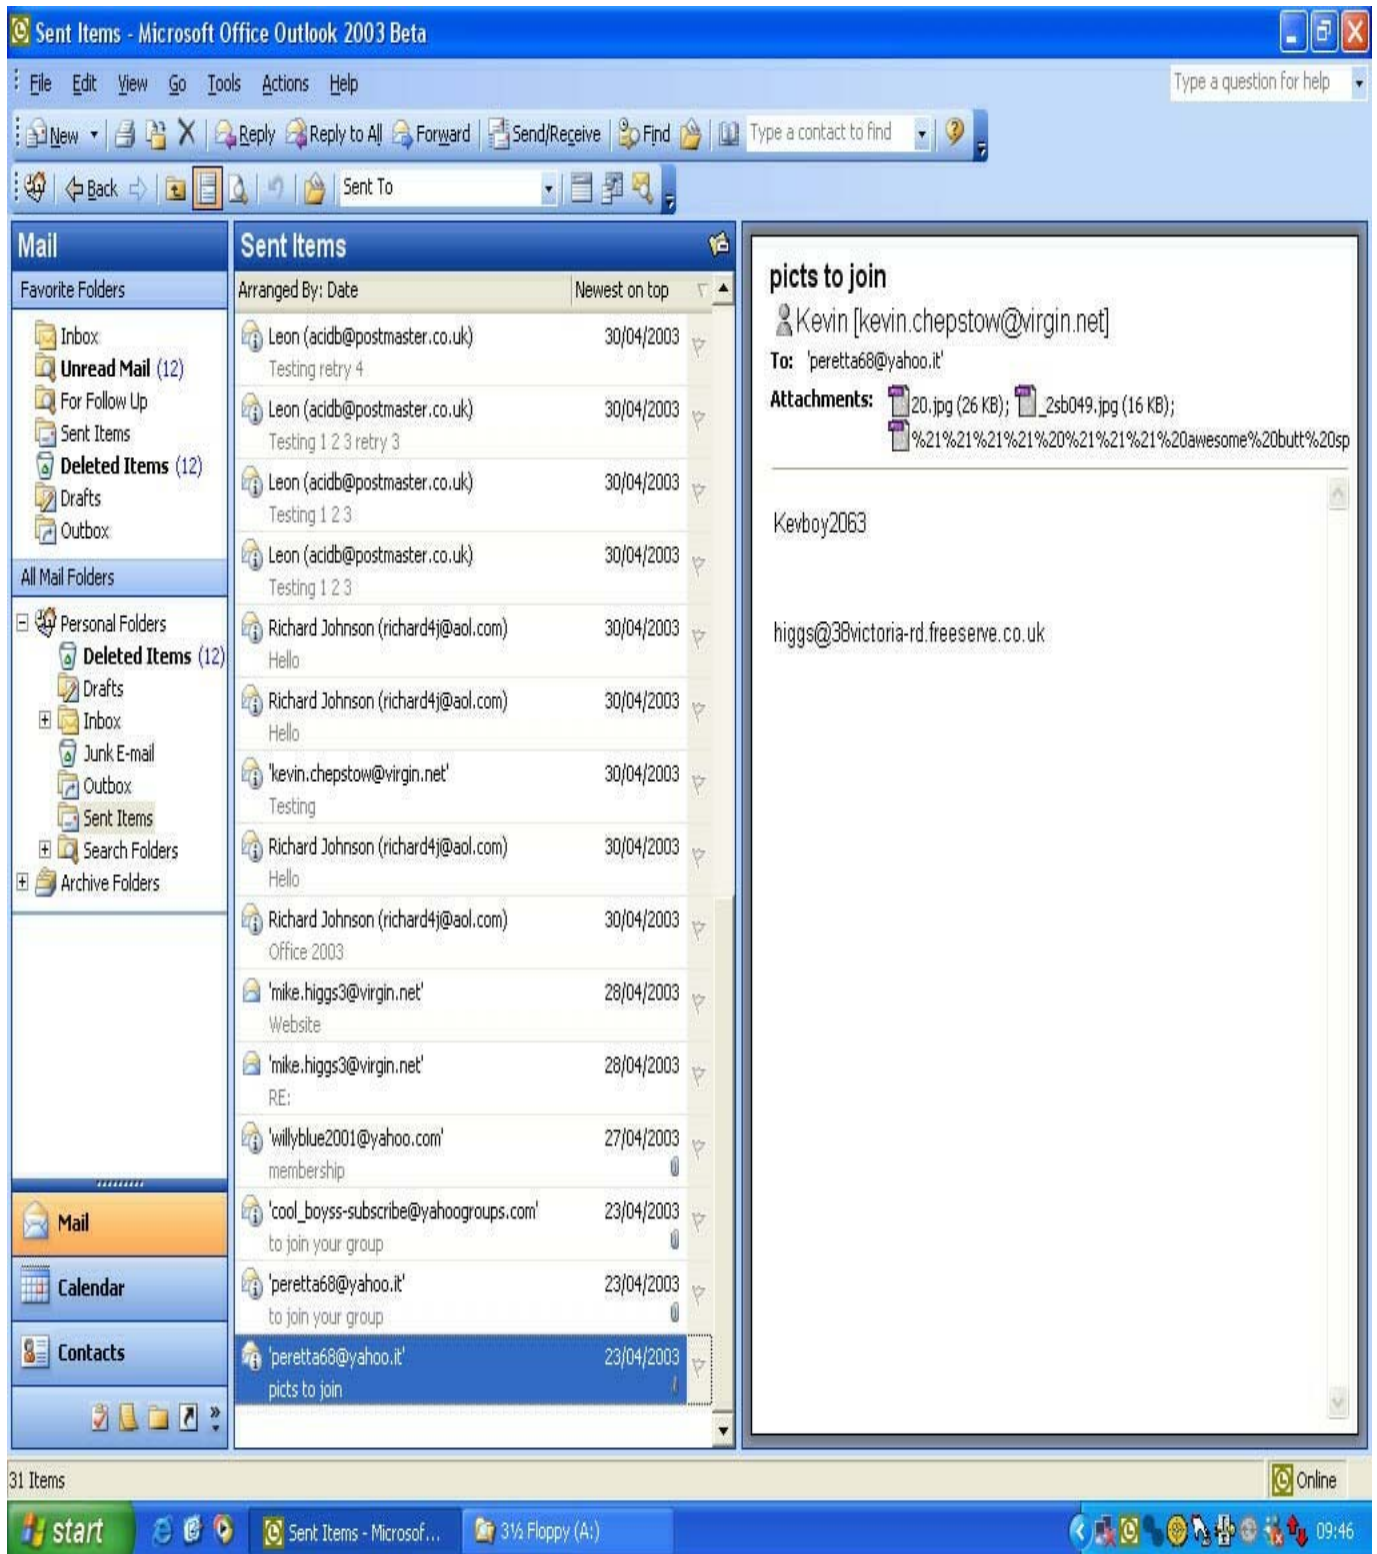 Sent Items - Microsoft Office Outlook 2003 Beta
File Edit View Go Tools Actions Help
Type a question for help
New Reply Reply to All Forward Send/Receive Find Type a contact to find
Back Sent To
Mail
Favorite Folders
Inbox
Unread Mail (12)
For Follow Up
Sent Items
Deleted Items (12)
Drafts
Outbox
All Mail Folders
Personal Folders
Deleted Items (12)
Drafts
Inbox
Junk E-mail
Outbox
Sent Items
Search Folders
Archive Folders
Mail
Calendar
Contacts
Sent Items
Arranged By: Date Newest on top
Leon (acidb@postmaster.co.uk) 30/04/2003
Testing retry 4
Leon (acidb@postmaster.co.uk) 30/04/2003
Testing 1 2 3 retry 3
Leon (acidb@postmaster.co.uk) 30/04/2003
Testing 1 2 3
Leon (acidb@postmaster.co.uk) 30/04/2003
Testing 1 2 3
Richard Johnson (richard4j@aol.com) 30/04/2003
Hello
Richard Johnson (richard4j@aol.com) 30/04/2003
Hello
'kevin.chepstow@virgin.net' 30/04/2003
Testing
Richard Johnson (richard4j@aol.com) 30/04/2003
Hello
Richard Johnson (richard4j@aol.com) 30/04/2003
Office 2003
'mike.higgs3@virgin.net' 28/04/2003
Website
'mike.higgs3@virgin.net' 28/04/2003
RE:
'willyblue2001@yahoo.com' 27/04/2003
membership
'cool_boyss-subscribe@yahoogroups.com' 23/04/2003
to join your group
'peretta68@yahoo.it' 23/04/2003
to join your group
'peretta68@yahoo.it' 23/04/2003
picts to join
picts to join
Kevin [kevin.chepstow@virgin.net]
To: 'peretta68@yahoo.it'
Attachments: 20.jpg (26 KB); _2sb049.jpg (16 KB);
%21%21%21%21%20%21%21%21%20awesome%20butt%20sp
Kevboy2063
higgs@38victoria-rd.freeserve.co.uk
31 Items
Online
start Sent Items - Microsof... 3½ Floppy (A:) 09:46